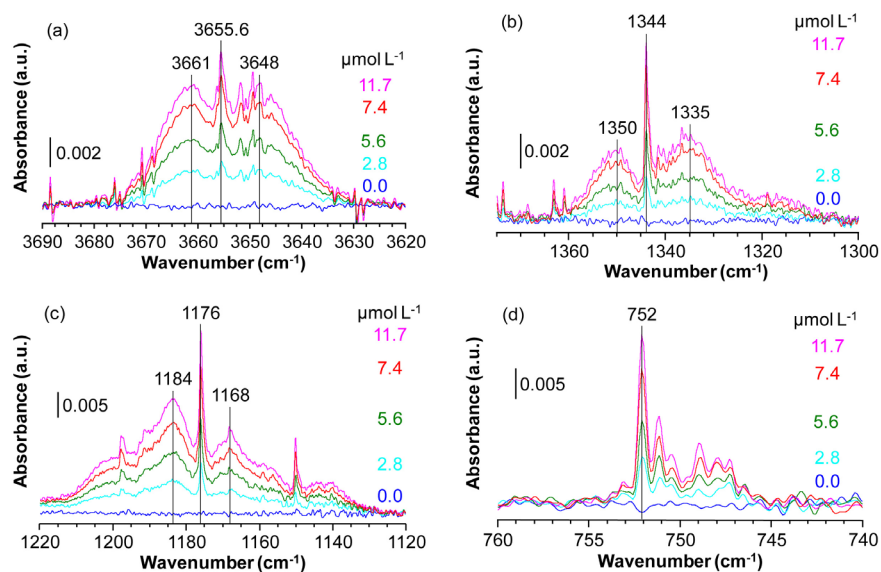 (a)
3655.6
3661
3648
µmol L-1
11.7
7.4
5.6
2.8
0.0
0.002
Absorbance (a.u.)
3690 3680 3670 3660 3650 3640 3630 3620
Wavenumber (cm-1)
(b)
1344
1350
1335
µmol L-1
11.7
7.4
5.6
2.8
0.0
0.002
Absorbance (a.u.)
1360 1340 1320 1300
Wavenumber (cm-1)
(c)
1176
1184
1168
µmol L-1
11.7
7.4
5.6
2.8
0.0
0.005
Absorbance (a.u.)
1220 1200 1180 1160 1140 1120
Wavenumber (cm-1)
(d)
752
µmol L-1
11.7
7.4
5.6
2.8
0.0
0.005
Absorbance (a.u.)
760 755 750 745 740
Wavenumber (cm-1)